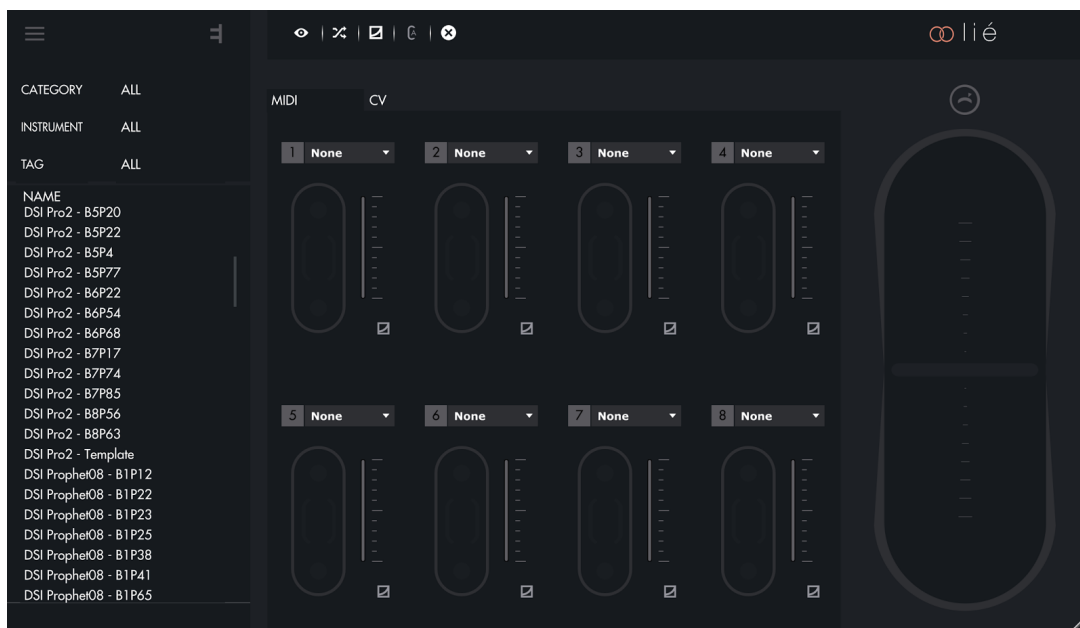 lié
CATEGORY ALL
INSTRUMENT ALL
TAG ALL
NAME
DSI Pro2 - B5P20
DSI Pro2 - B5P22
DSI Pro2 - B5P4
DSI Pro2 - B5P77
DSI Pro2 - B6P22
DSI Pro2 - B6P54
DSI Pro2 - B6P68
DSI Pro2 - B7P17
DSI Pro2 - B7P74
DSI Pro2 - B7P85
DSI Pro2 - B8P56
DSI Pro2 - B8P63
DSI Pro2 - Template
DSI Prophet08 - B1P12
DSI Prophet08 - B1P22
DSI Prophet08 - B1P23
DSI Prophet08 - B1P25
DSI Prophet08 - B1P38
DSI Prophet08 - B1P41
DSI Prophet08 - B1P65
MIDI CV
1 None 2 None 3 None 4 None
5 None 6 None 7 None 8 None